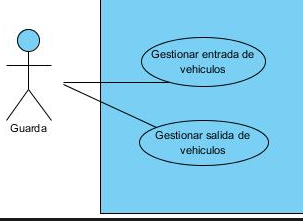 Gestionar entrada de
vehiculos
Guarda
Gestionar salida de
vehiculos